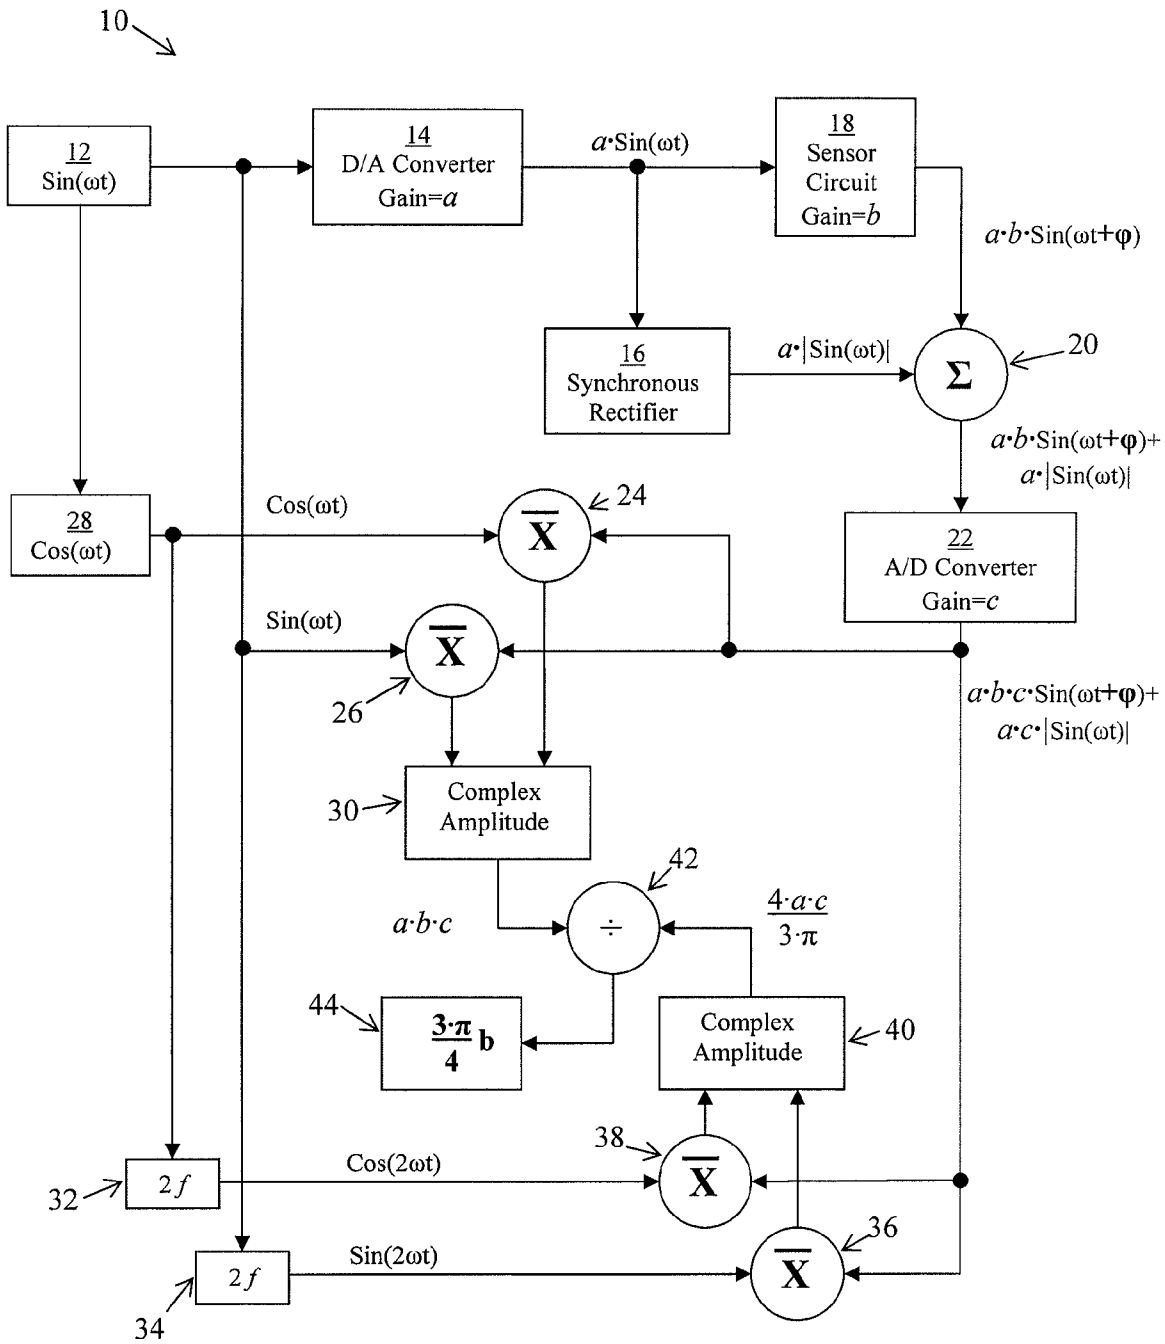 10
12
Sin(ωt)
14
D/A Converter
Gain=a
a·Sin(ωt)
18
Sensor
Circuit
Gain=b
a·b·Sin(ωt+φ)
16
Synchronous
Rectifier
a·|Sin(ωt)|
Σ
20
a·b·Sin(ωt+φ)+
a·|Sin(ωt)|
28
Cos(ωt)
Cos(ωt)
X̅
24
22
A/D Converter
Gain=c
Sin(ωt)
X̅
26
a·b·c·Sin(ωt+φ)+
a·c·|Sin(ωt)|
30
Complex
Amplitude
42
a·b·c
÷
4·a·c
3·π
44
3·π
4
b
Complex
Amplitude
40
38
X̅
32
2f
Cos(2ωt)
36
X̅
34
2f
Sin(2ωt)